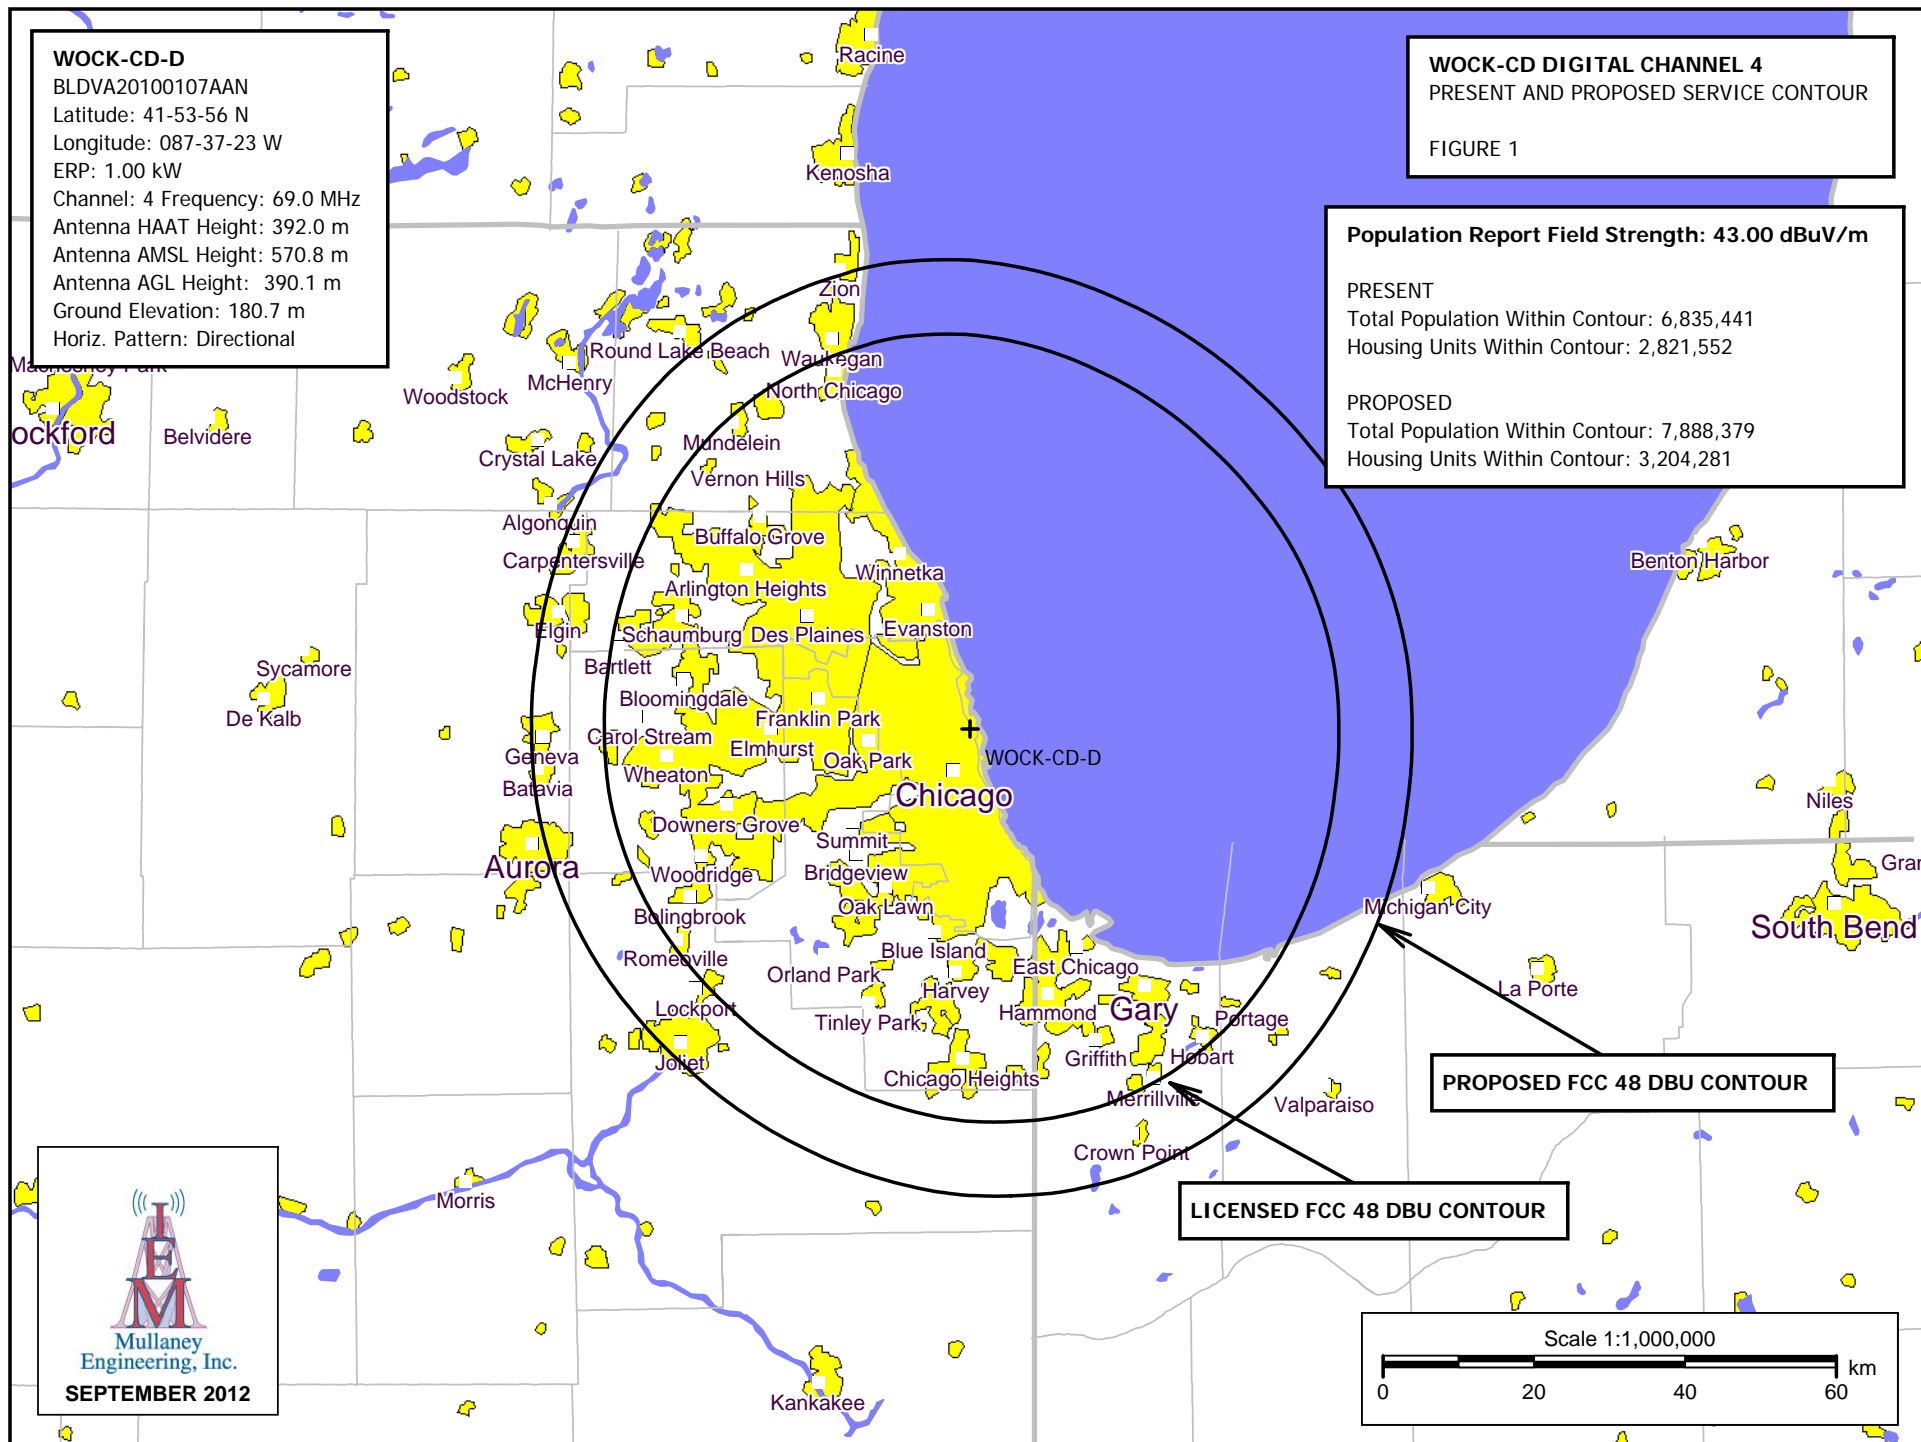 WOCK-CD-D
BLDVA20100107AAN
Latitude: 41-53-56 N
Longitude: 087-37-23 W
ERP: 1.00 kW
Channel: 4 Frequency: 69.0 MHz
Antenna HAAT Height: 392.0 m
Antenna AMSL Height: 570.8 m
Antenna AGL Height: 390.1 m
Ground Elevation: 180.7 m
Horiz. Pattern: Directional
WOCK-CD DIGITAL CHANNEL 4
PRESENT AND PROPOSED SERVICE CONTOUR
FIGURE 1
Population Report Field Strength: 43.00 dBuV/m
PRESENT
Total Population Within Contour: 6,835,441
Housing Units Within Contour: 2,821,552
PROPOSED
Total Population Within Contour: 7,888,379
Housing Units Within Contour: 3,204,281
Racine
Kenosha
Zion
Round Lake Beach
Waukegan
McHenry
Woodstock
North Chicago
ockford
Belvidere
Crystal Lake
Mundelein
Vernon Hills
Algonquin
Buffalo Grove
Carpentersville
Winnetka
Benton Harbor
Arlington Heights
Elgin
Schaumburg
Des Plaines
Evanston
Sycamore
Bartlett
De Kalb
Bloomingdale
Franklin Park
Carol Stream
Elmhurst
Geneva
Oak Park
WOCK-CD-D
Wheaton
Batavia
Chicago
Niles
Downers Grove
Summit
Aurora
Woodridge
Bridgeview
Gran
Bolingbrook
Oak Lawn
Michigan City
South Bend
Romeoville
Blue Island
Orland Park
East Chicago
Harvey
La Porte
Lockport
Tinley Park
Hammond
Gary
Portage
Joliet
Griffith
Hobart
Chicago Heights
Merrillville
Valparaiso
PROPOSED FCC 48 DBU CONTOUR
Crown Point
LICENSED FCC 48 DBU CONTOUR
Morris
Kankakee
IEM
Mullaney
Engineering, Inc.
SEPTEMBER 2012
Scale 1:1,000,000
km
0 20 40 60